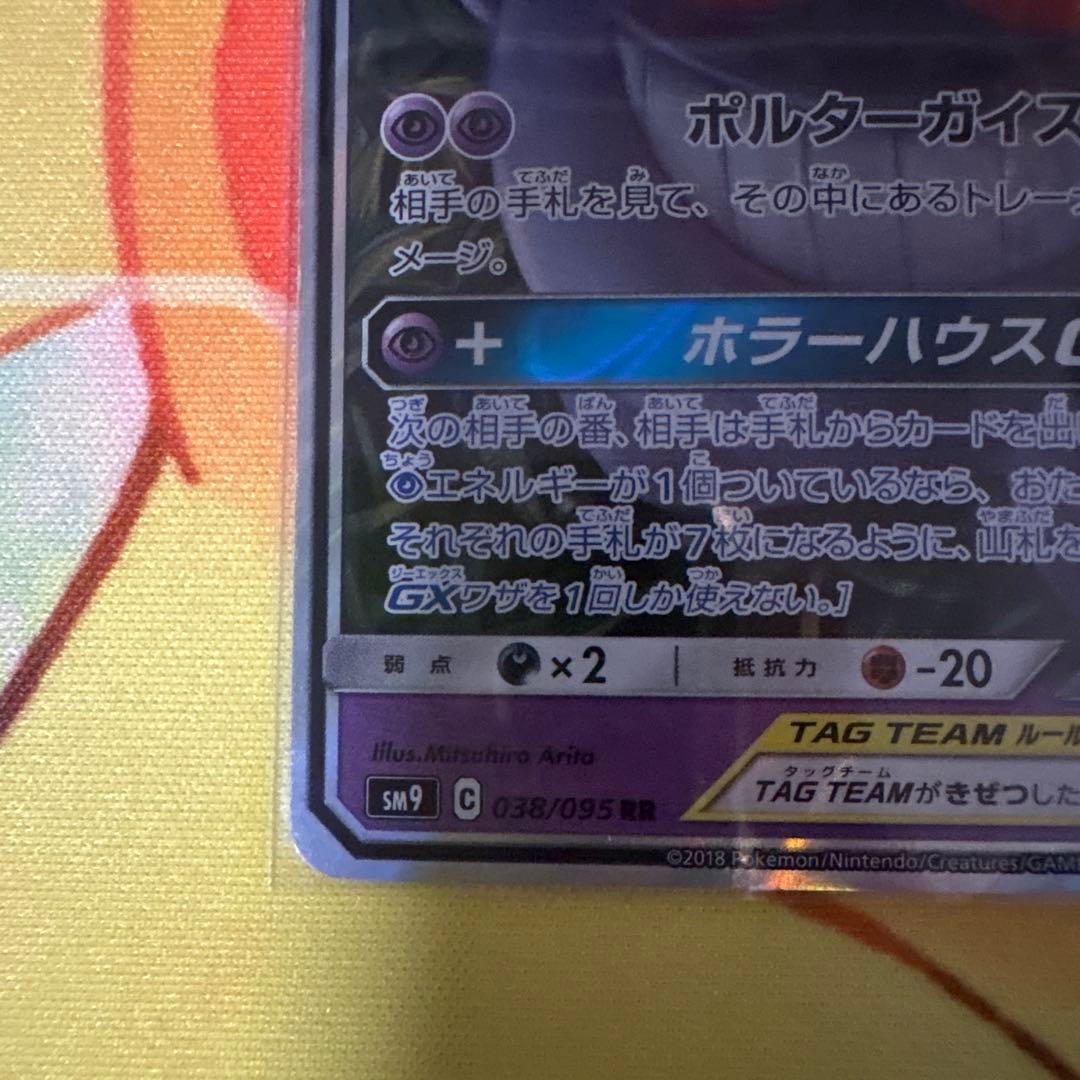 ポルターガイス
相手の手札を見て、その中にあるトレー
メージ。
+ ホラーハウスG
次の相手の番、相手は手札からカードを出
エネルギーが1個ついているなら、おた
それぞれの手札が7枚になるように、山札を
GXワザを1回しか使えない。]
弱点 ×2 抵抗力 -20
TAG TEAM ルール
Illus.Mitsuhiro Arita
TAG TEAMがきぜつした
SM9 C 038/095 RR
©2018 Pokémon/Nintendo/Creatures/GAM